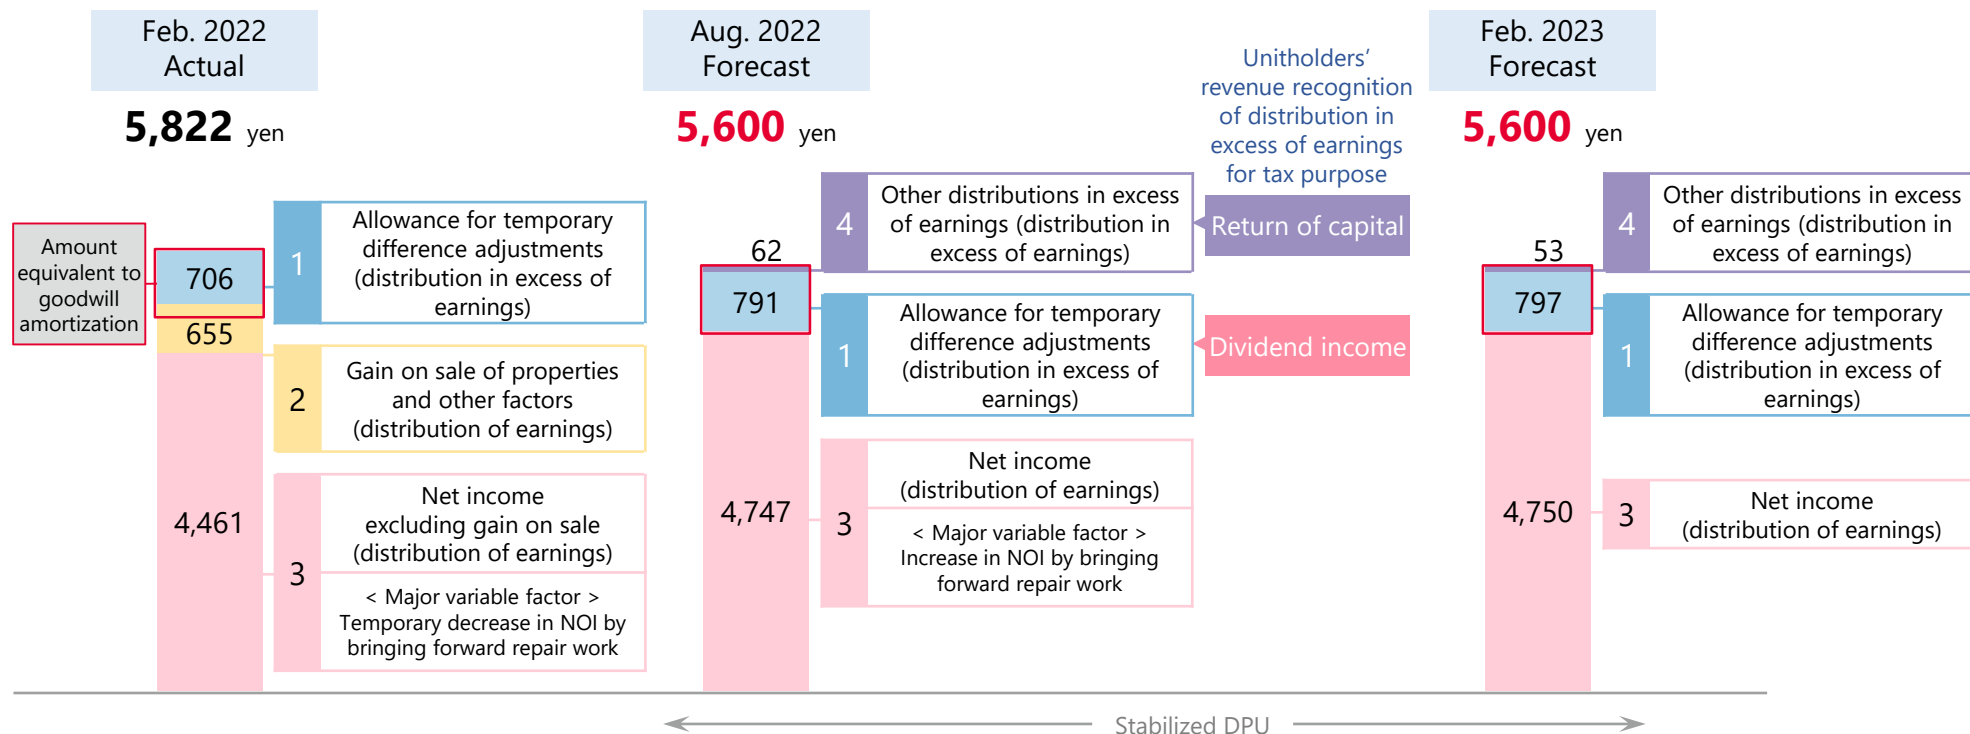 Feb. 2022
Actual
5,822 yen
Amount
equivalent to
goodwill
amortization
706
655
4,461
1
Allowance for temporary
difference adjustments
(distribution in excess of
earnings)
2
Gain on sale of properties
and other factors
(distribution of earnings)
3
Net income
excluding gain on sale
(distribution of earnings)
< Major variable factor >
Temporary decrease in NOI by
bringing forward repair work
Aug. 2022
Forecast
5,600 yen
62
791
4,747
4
Other distributions in excess
of earnings (distribution in
excess of earnings)
1
Allowance for temporary
difference adjustments
(distribution in excess of
earnings)
3
Net income
(distribution of earnings)
< Major variable factor >
Increase in NOI by bringing
forward repair work
Unitholders’
revenue recognition
of distribution in
excess of earnings
for tax purpose
Return of capital
Dividend income
Feb. 2023
Forecast
5,600 yen
53
797
4,750
4
Other distributions in excess
of earnings (distribution in
excess of earnings)
1
Allowance for temporary
difference adjustments
(distribution in excess of
earnings)
3
Net income
(distribution of earnings)
Stabilized DPU